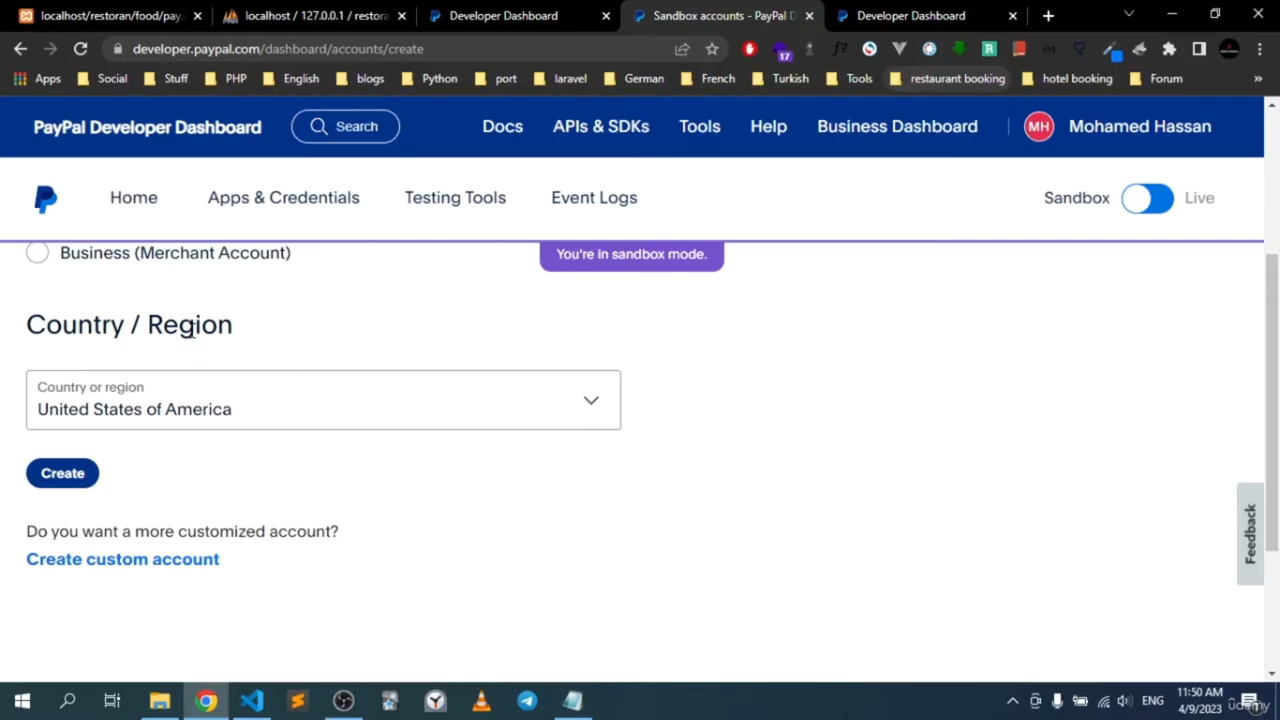 localhost/restoran/food/pay.
localhost / 127.0.0.1 / restora
Developer Dashboard
Sandbox accounts - PayPal D
Developer Dashboard
developer.paypal.com/dashboard/accounts/create
17
Apps
Social
Stuff
PHP
English
blogs
Python
port
laravel
German
French
Turkish
Tools
restaurant booking
hotel booking
Forum
PayPal Developer Dashboard
Search
Docs
APIs & SDKs
Tools
Help
Business Dashboard
MH
Mohamed Hassan
Home
Apps & Credentials
Testing Tools
Event Logs
Sandbox
Live
Business (Merchant Account)
You're in sandbox mode.
Country / Region
Country or region
United States of America
Create
Do you want a more customized account?
Create custom account
Feedback
ENG
11:50 AM
4/9/2023
udemy